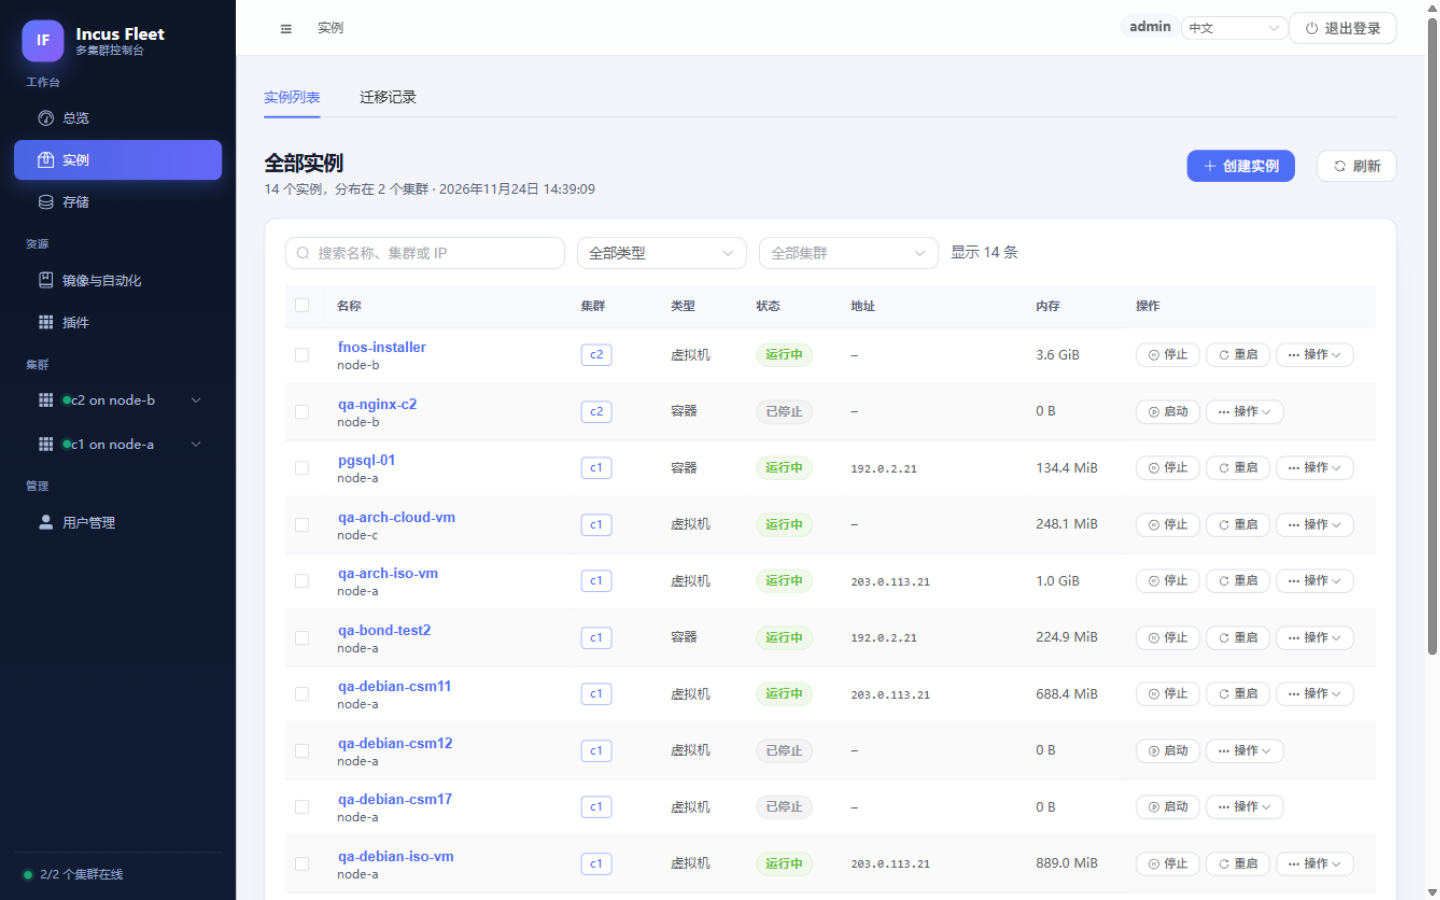 IF
Incus Fleet
多集群控制台
工作台
总览
实例
存储
资源
镜像与自动化
插件
集群
c2 on node-b
c1 on node-a
管理
用户管理
2/2 个集群在线
实例
admin
中文
退出登录
实例列表
迁移记录
全部实例
14 个实例，分布在 2 个集群 · 2026年11月24日 14:39:09
创建实例
刷新
搜索名称、集群或 IP
全部类型
全部集群
显示 14 条
名称 集群 类型 状态 地址 内存 操作
fnos-installer
node-b
c2 虚拟机 运行中 – 3.6 GiB 停止 重启 操作
qa-nginx-c2
node-b
c2 容器 已停止 – 0 B 启动 操作
pgsql-01
node-a
c1 容器 运行中 192.0.2.21 134.4 MiB 停止 重启 操作
qa-arch-cloud-vm
node-c
c1 虚拟机 运行中 – 248.1 MiB 停止 重启 操作
qa-arch-iso-vm
node-a
c1 虚拟机 运行中 203.0.113.21 1.0 GiB 停止 重启 操作
qa-bond-test2
node-a
c1 容器 运行中 192.0.2.21 224.9 MiB 停止 重启 操作
qa-debian-csm11
node-a
c1 虚拟机 运行中 203.0.113.21 688.4 MiB 停止 重启 操作
qa-debian-csm12
node-a
c1 虚拟机 已停止 – 0 B 启动 操作
qa-debian-csm17
node-a
c1 虚拟机 已停止 – 0 B 启动 操作
qa-debian-iso-vm
node-a
c1 虚拟机 运行中 203.0.113.21 889.0 MiB 停止 重启 操作